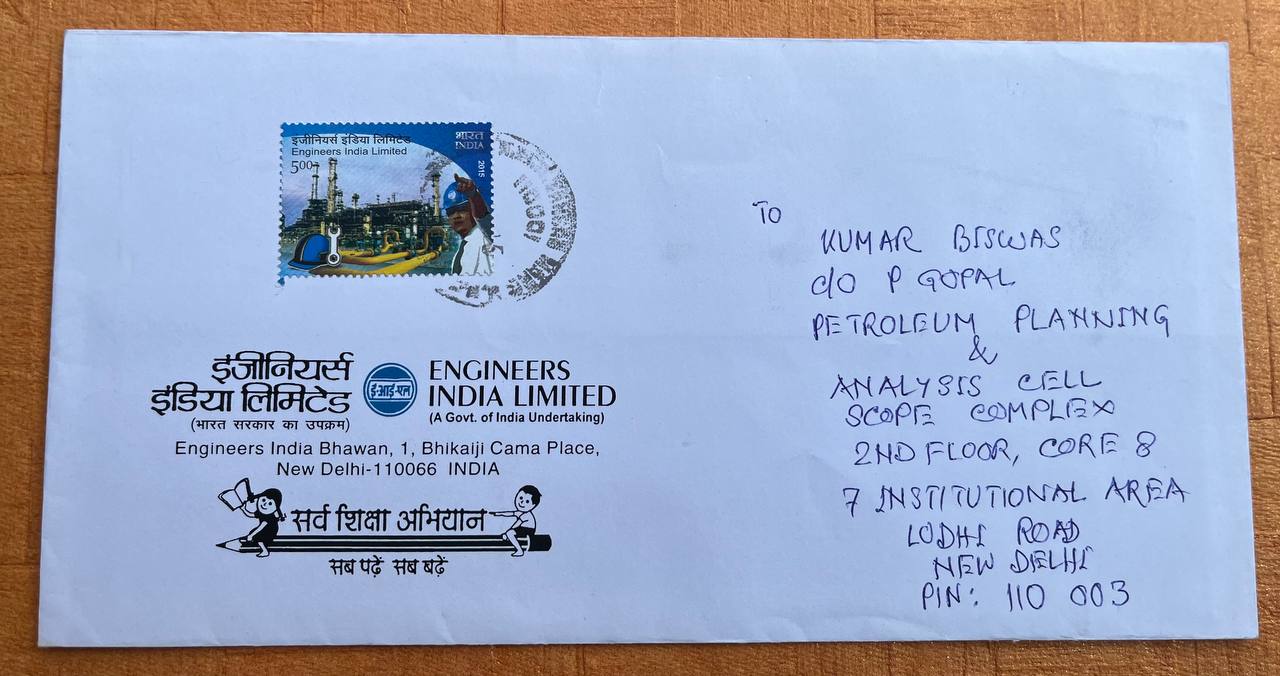 इंजीनियर्स इंडिया लिमिटेड
Engineers India Limited
5.00
भारत
INDIA
2015
इंजीनियर्स
इंडिया लिमिटेड
(भारत सरकार का उपक्रम)
ई.आई.एल
ENGINEERS
INDIA LIMITED
(A Govt. of India Undertaking)
Engineers India Bhawan, 1, Bhikaiji Cama Place,
New Delhi-110066 INDIA
सर्व शिक्षा अभियान
सब पढ़ें सब बढ़ें
TO
KUMAR BISWAS
c/o P GOPAL
PETROLEUM PLANNING
&
ANALYSIS CELL
SCOPE COMPLEX
2ND FLOOR, CORE 8
7 INSTITUTIONAL AREA
LODHI ROAD
NEW DELHI
PIN: 110 003